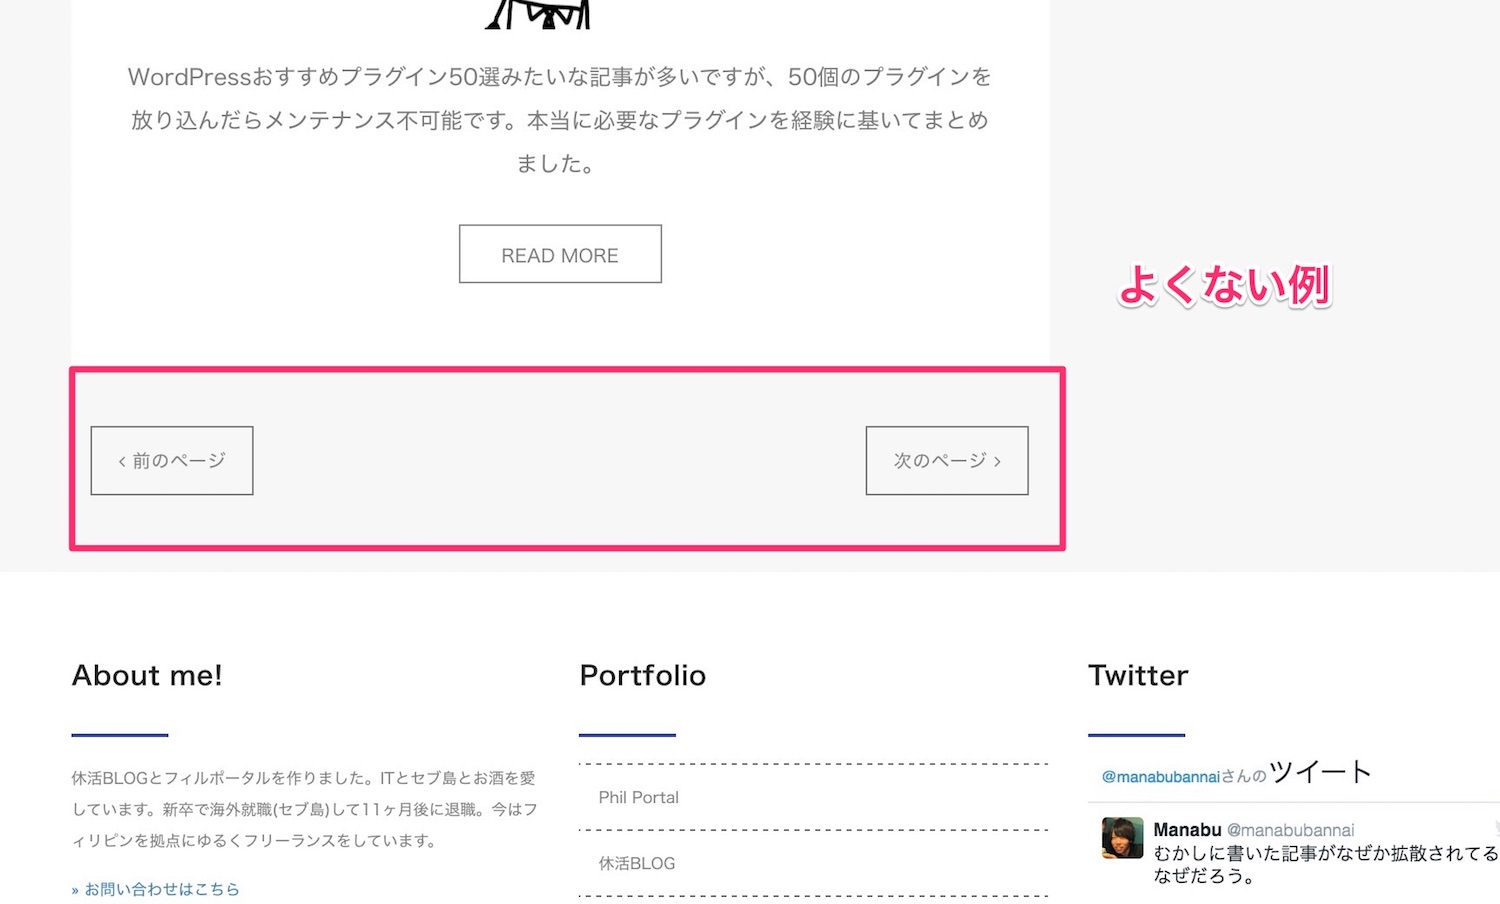 WordPressおすすめプラグイン50選みたいな記事が多いですが、50個のプラグインを
放り込んだらメンテナンス不可能です。本当に必要なプラグインを経験に基いてまとめ
ました。
READ MORE
よくない例
‹ 前のページ
次のページ ›
About me!
休活BLOGとフィルポータルを作りました。ITとセブ島とお酒を愛
しています。新卒で海外就職(セブ島)して11ヶ月後に退職。今はフ
ィリピンを拠点にゆるくフリーランスをしています。
» お問い合わせはこちら
Portfolio
Phil Portal
休活BLOG
Twitter
@manabubannaiさんのツイート
Manabu @manabubannai
むかしに書いた記事がなぜか拡散されてる
なぜだろう。